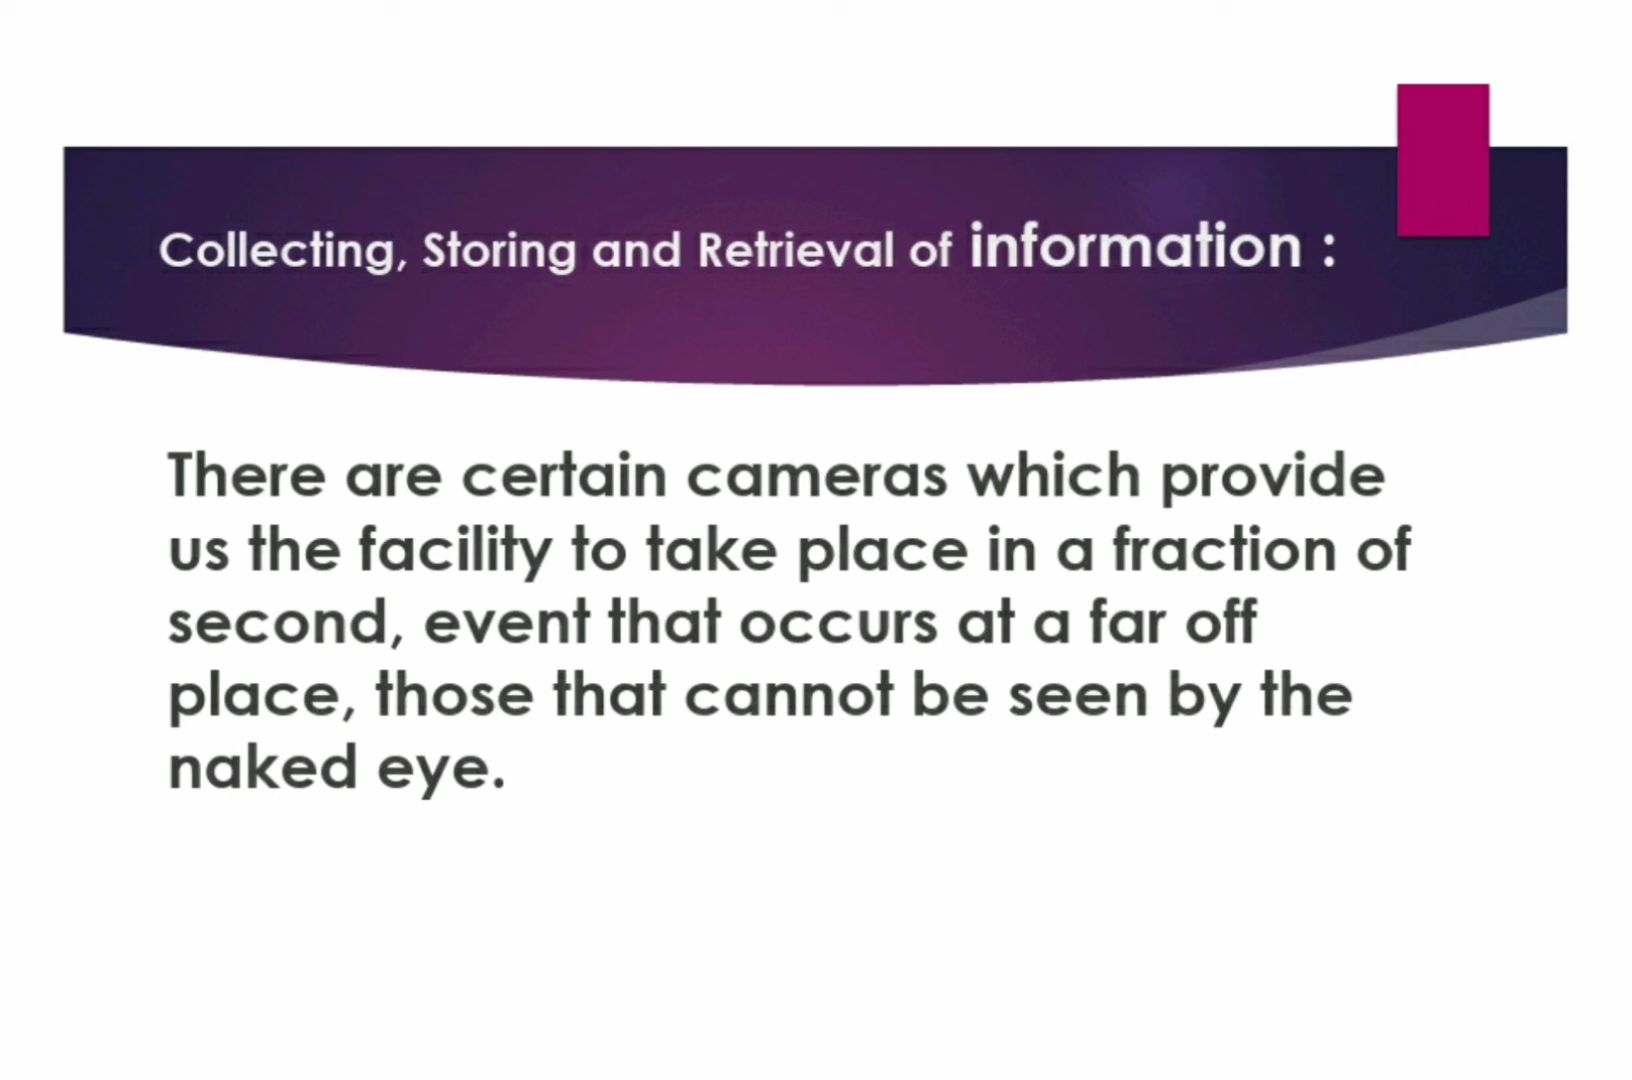 Collecting, Storing and Retrieval of information :
There are certain cameras which provide
us the facility to take place in a fraction of
second, event that occurs at a far off
place, those that cannot be seen by the
naked eye.